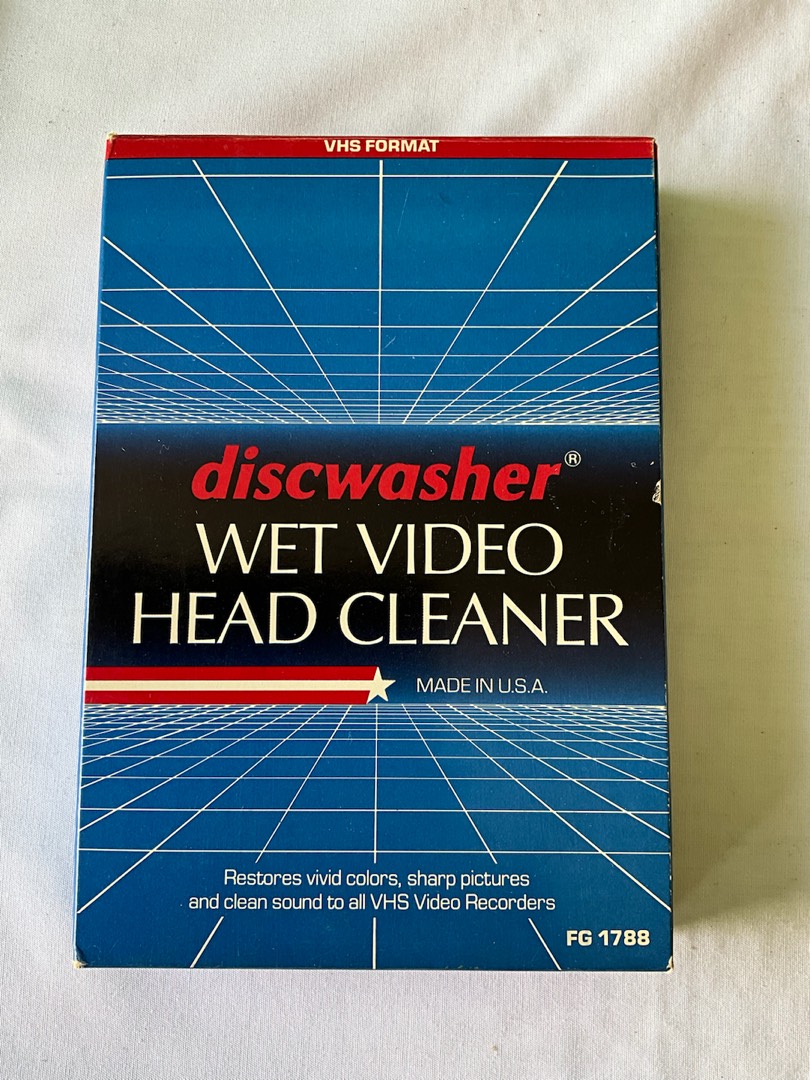 VHS FORMAT
discwasher®
WET VIDEO
HEAD CLEANER
MADE IN U.S.A.
Restores vivid colors, sharp pictures
and clean sound to all VHS Video Recorders
FG 1788